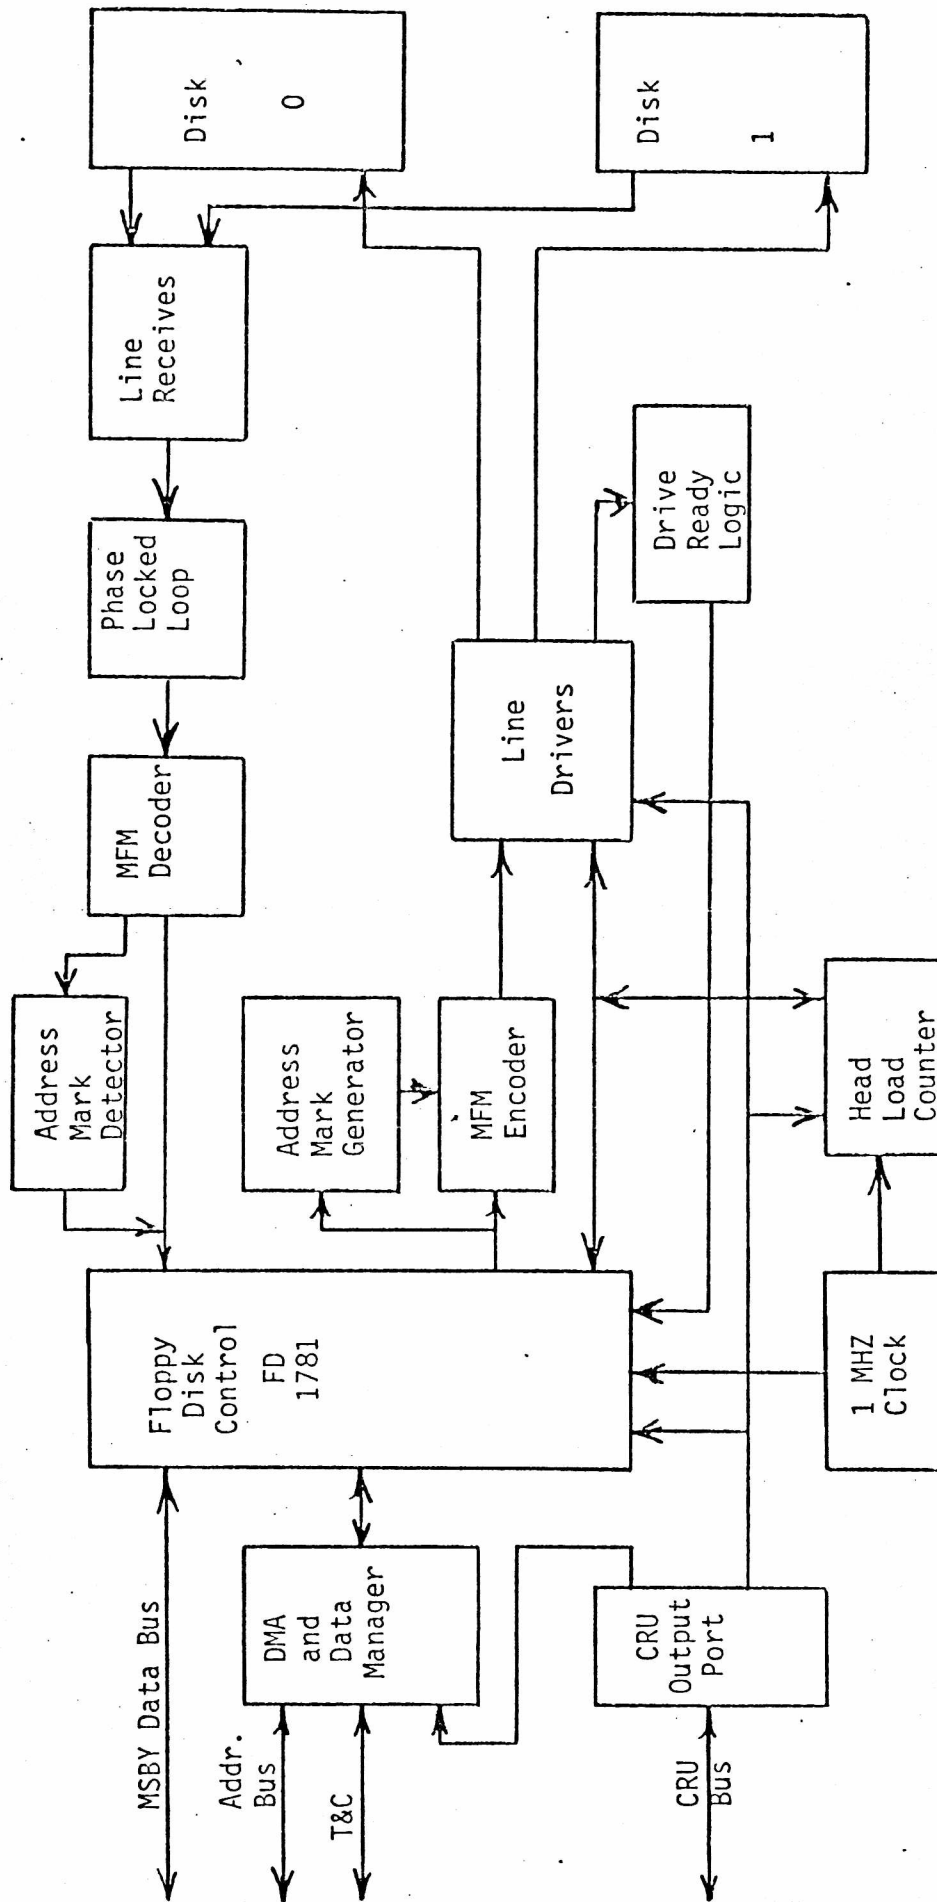 MSBY Data Bus
Addr.
Bus
T&C
CRU
Bus
DMA
and
Data
Manager
CRU
Output
Port
Floppy
Disk
Control
FD
1781
1 MHZ
Clock
Address
Mark
Detector
Address
Mark
Generator
MFM
Encoder
Head
Load
Counter
MFM
Decoder
Line
Drivers
Phase
Locked
Loop
Drive
Ready
Logic
Line
Receives
Disk
0
Disk
1